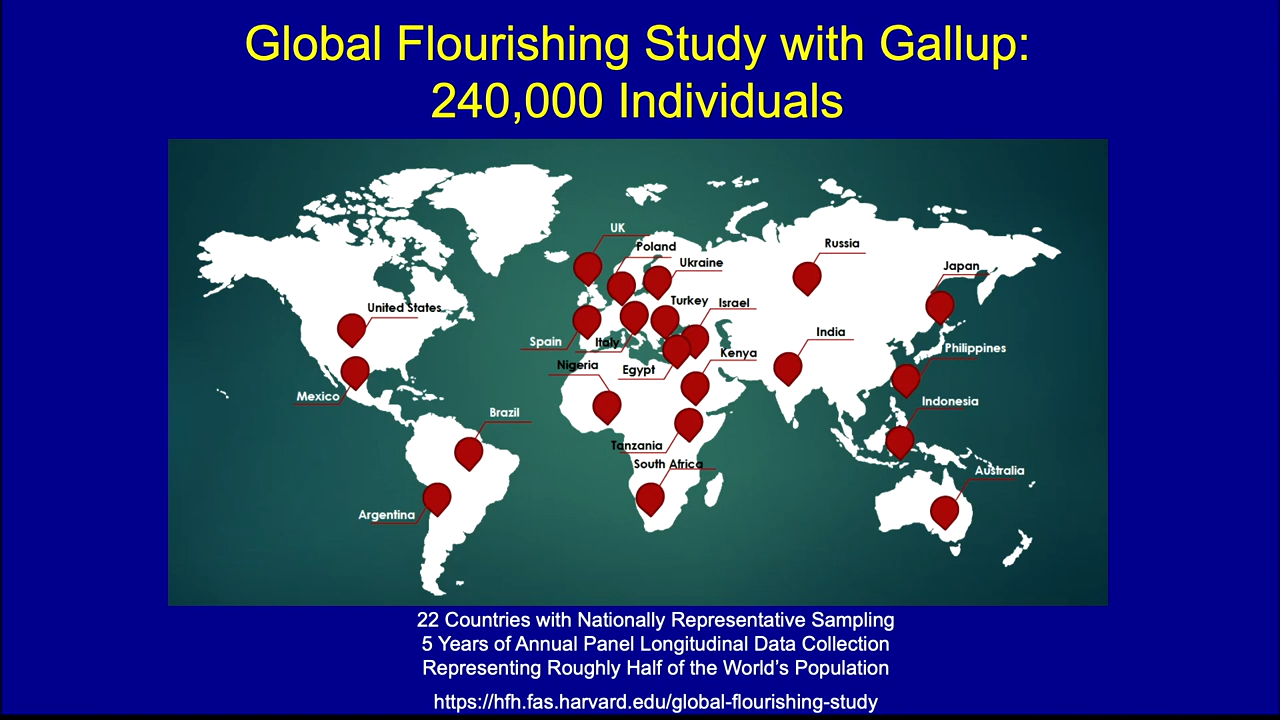 Global Flourishing Study with Gallup:
240,000 Individuals
UK
Poland
Ukraine
Russia
Japan
United States
Turkey
Israel
India
Spain
Italy
Philippines
Kenya
Nigeria
Egypt
Mexico
Indonesia
Brazil
Tanzania
South Africa
Australia
Argentina
22 Countries with Nationally Representative Sampling
5 Years of Annual Panel Longitudinal Data Collection
Representing Roughly Half of the World’s Population
https://hfh.fas.harvard.edu/global-flourishing-study